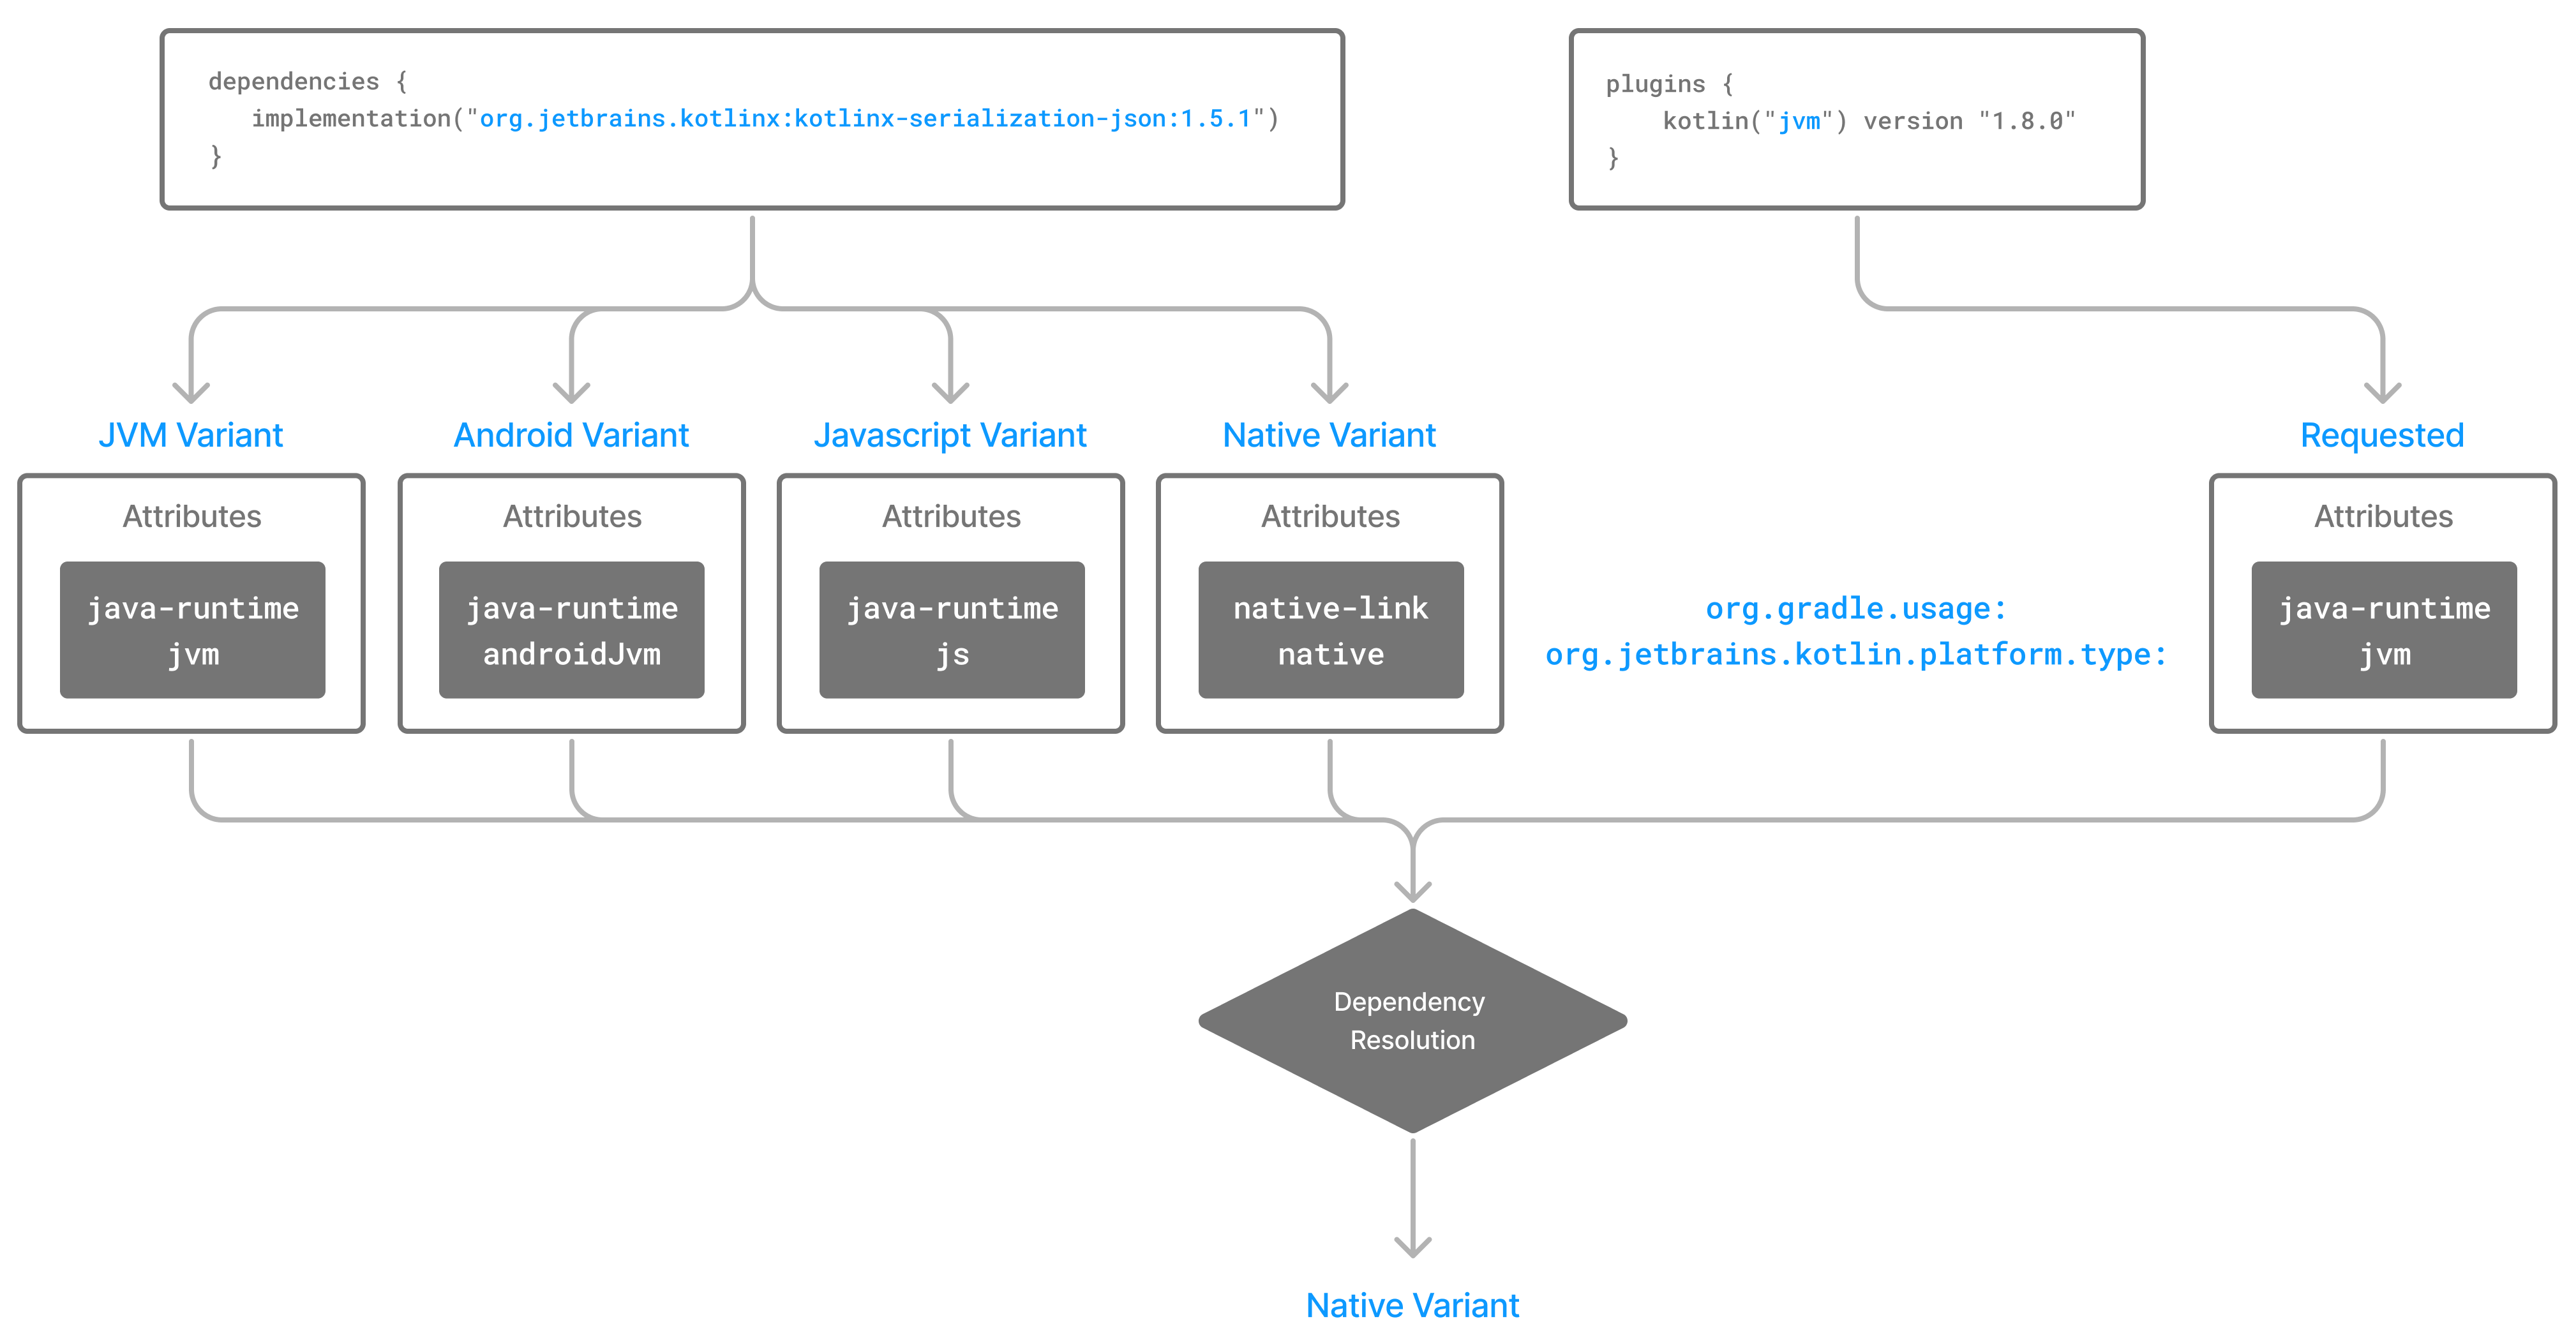 dependencies {
implementation("org.jetbrains.kotlinx:kotlinx-serialization-json:1.5.1")
}
plugins {
kotlin("jvm") version "1.8.0"
}
JVM Variant
Android Variant
Javascript Variant
Native Variant
Requested
Attributes
java-runtime
jvm
Attributes
java-runtime
androidJvm
Attributes
java-runtime
js
Attributes
native-link
native
org.gradle.usage:
org.jetbrains.kotlin.platform.type:
Attributes
java-runtime
jvm
Dependency
Resolution
Native Variant